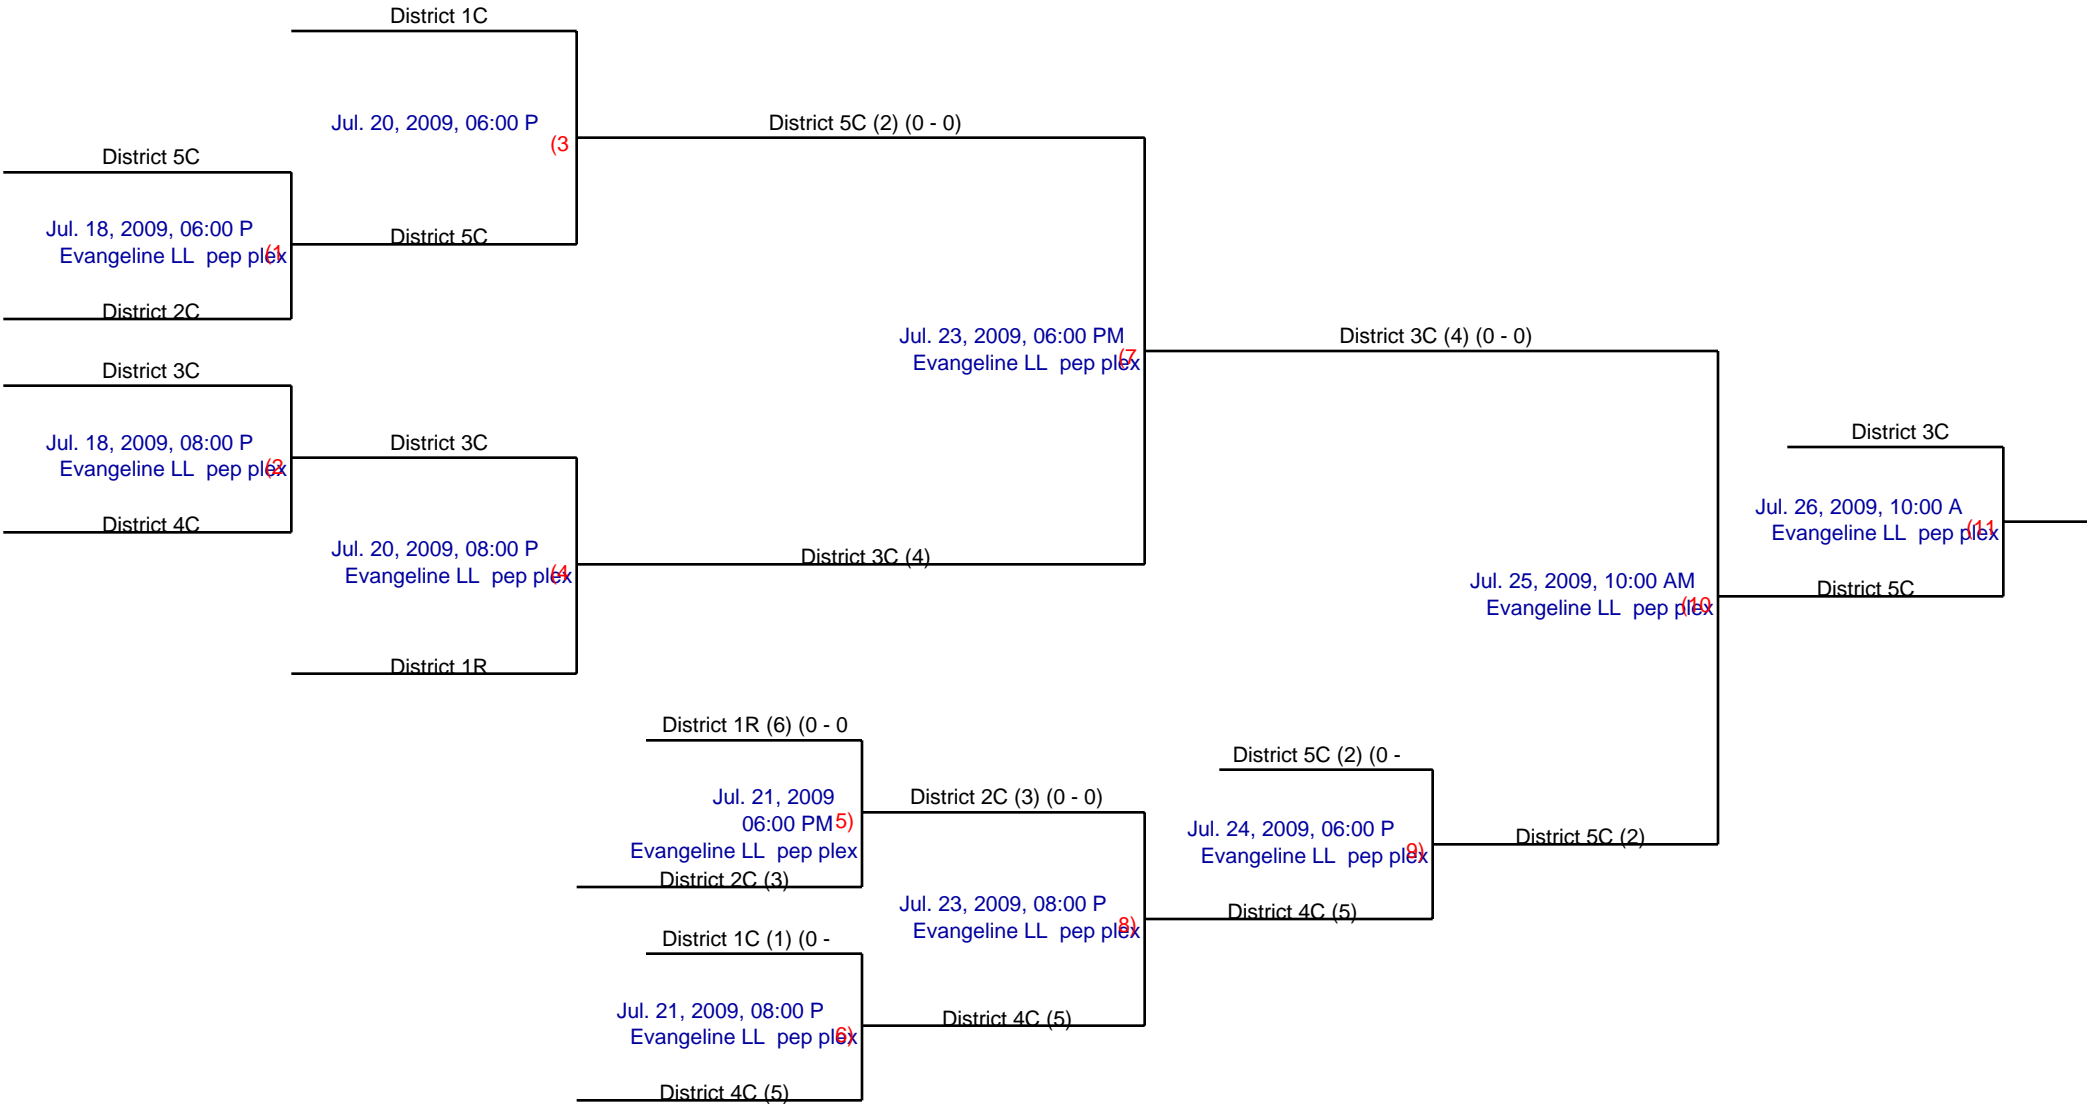 District 1C
Jul. 20, 2009, 06:00 P
(3
District 5C (2) (0 - 0)
District 5C
Jul. 18, 2009, 06:00 P
Evangeline LL pep plex
(1
District 5C
District 2C
Jul. 23, 2009, 06:00 PM
Evangeline LL pep plex
(7
District 3C (4) (0 - 0)
District 3C
Jul. 18, 2009, 08:00 P
Evangeline LL pep plex
(2
District 3C
District 4C
Jul. 20, 2009, 08:00 P
Evangeline LL pep plex
(4
District 3C (4)
District 1R
District 3C
Jul. 26, 2009, 10:00 A
Evangeline LL pep plex
(11
Jul. 25, 2009, 10:00 AM
Evangeline LL pep plex
(10
District 5C
District 1R (6) (0 - 0
Jul. 21, 2009
06:00 PM
5)
Evangeline LL pep plex
District 2C (3)
District 2C (3) (0 - 0)
District 5C (2) (0 -
Jul. 24, 2009, 06:00 P
Evangeline LL pep plex
9)
District 5C (2)
Jul. 23, 2009, 08:00 P
Evangeline LL pep plex
8)
District 4C (5)
District 1C (1) (0 -
Jul. 21, 2009, 08:00 P
Evangeline LL pep plex
6)
District 4C (5)
District 4C (5)